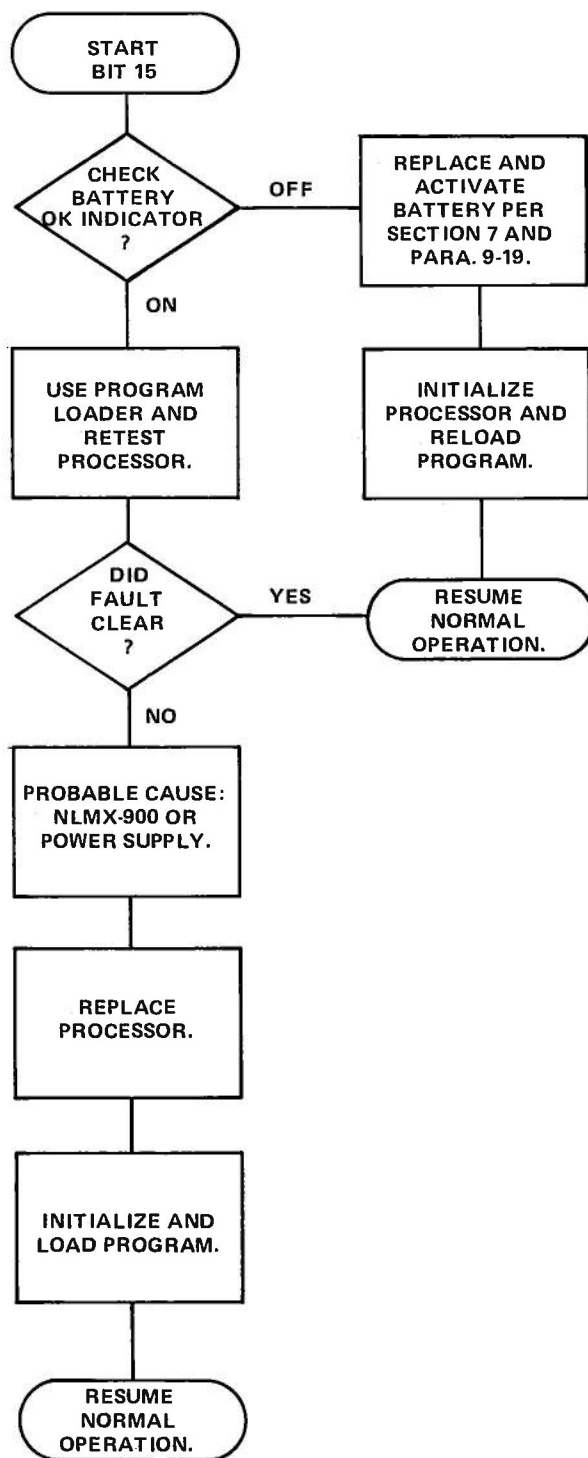 START
BIT 15
CHECK
BATTERY
OK INDICATOR
?
OFF
REPLACE AND
ACTIVATE
BATTERY PER
SECTION 7 AND
PARA. 9-19.
ON
USE PROGRAM
LOADER AND
RETEST
PROCESSOR.
INITIALIZE
PROCESSOR AND
RELOAD
PROGRAM.
DID
FAULT
CLEAR
?
YES
RESUME
NORMAL
OPERATION.
NO
PROBABLE CAUSE:
NLMX-900 OR
POWER SUPPLY.
REPLACE
PROCESSOR.
INITIALIZE AND
LOAD PROGRAM.
RESUME
NORMAL
OPERATION.